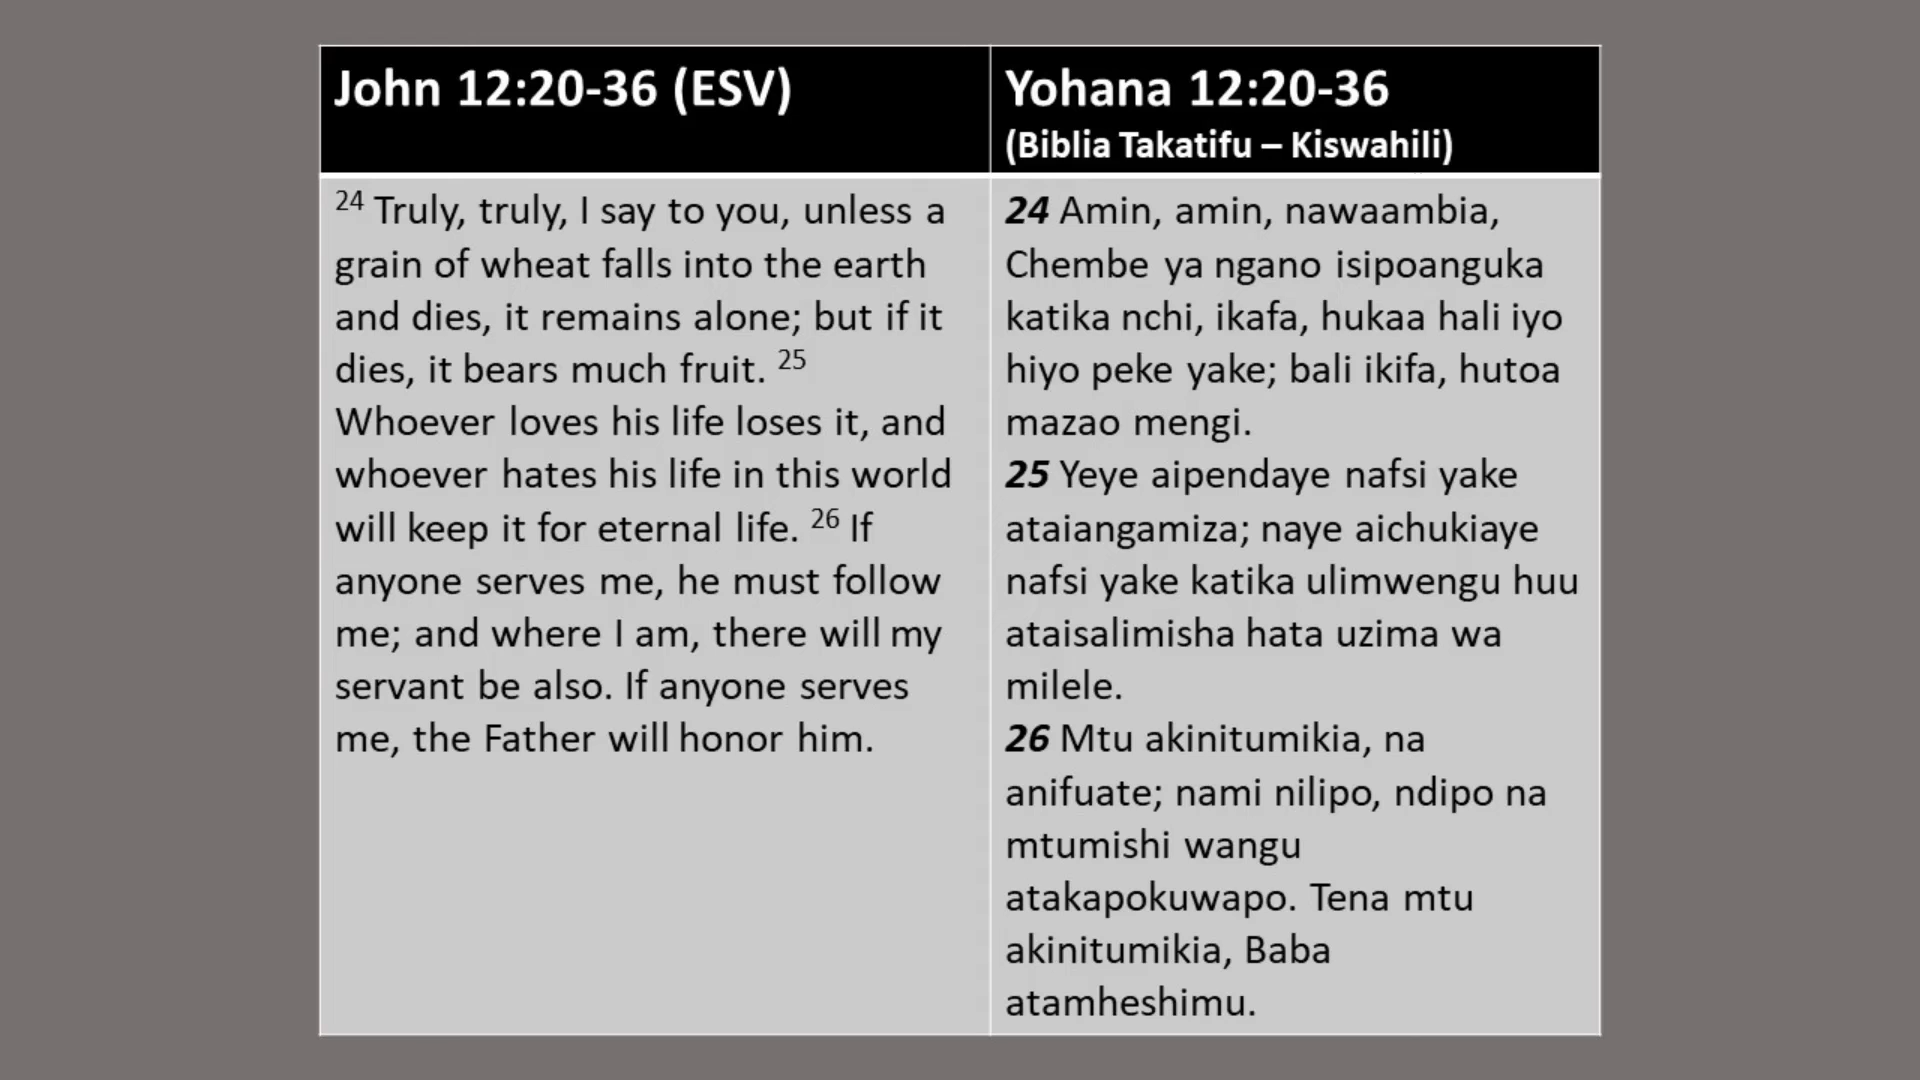 John 12:20-36 (ESV)
Yohana 12:20-36
(Biblia Takatifu – Kiswahili)
24 Truly, truly, I say to you, unless a
grain of wheat falls into the earth
and dies, it remains alone; but if it
dies, it bears much fruit. 25
Whoever loves his life loses it, and
whoever hates his life in this world
will keep it for eternal life. 26 If
anyone serves me, he must follow
me; and where I am, there will my
servant be also. If anyone serves
me, the Father will honor him.
24 Amin, amin, nawaambia,
Chembe ya ngano isipoanguka
katika nchi, ikafa, hukaa hali iyo
hiyo peke yake; bali ikifa, hutoa
mazao mengi.
25 Yeye aipendaye nafsi yake
ataiangamiza; naye aichukiaye
nafsi yake katika ulimwengu huu
ataisalimisha hata uzima wa
milele.
26 Mtu akinitumikia, na
anifuate; nami nilipo, ndipo na
mtumishi wangu
atakapokuwapo. Tena mtu
akinitumikia, Baba
atamheshimu.